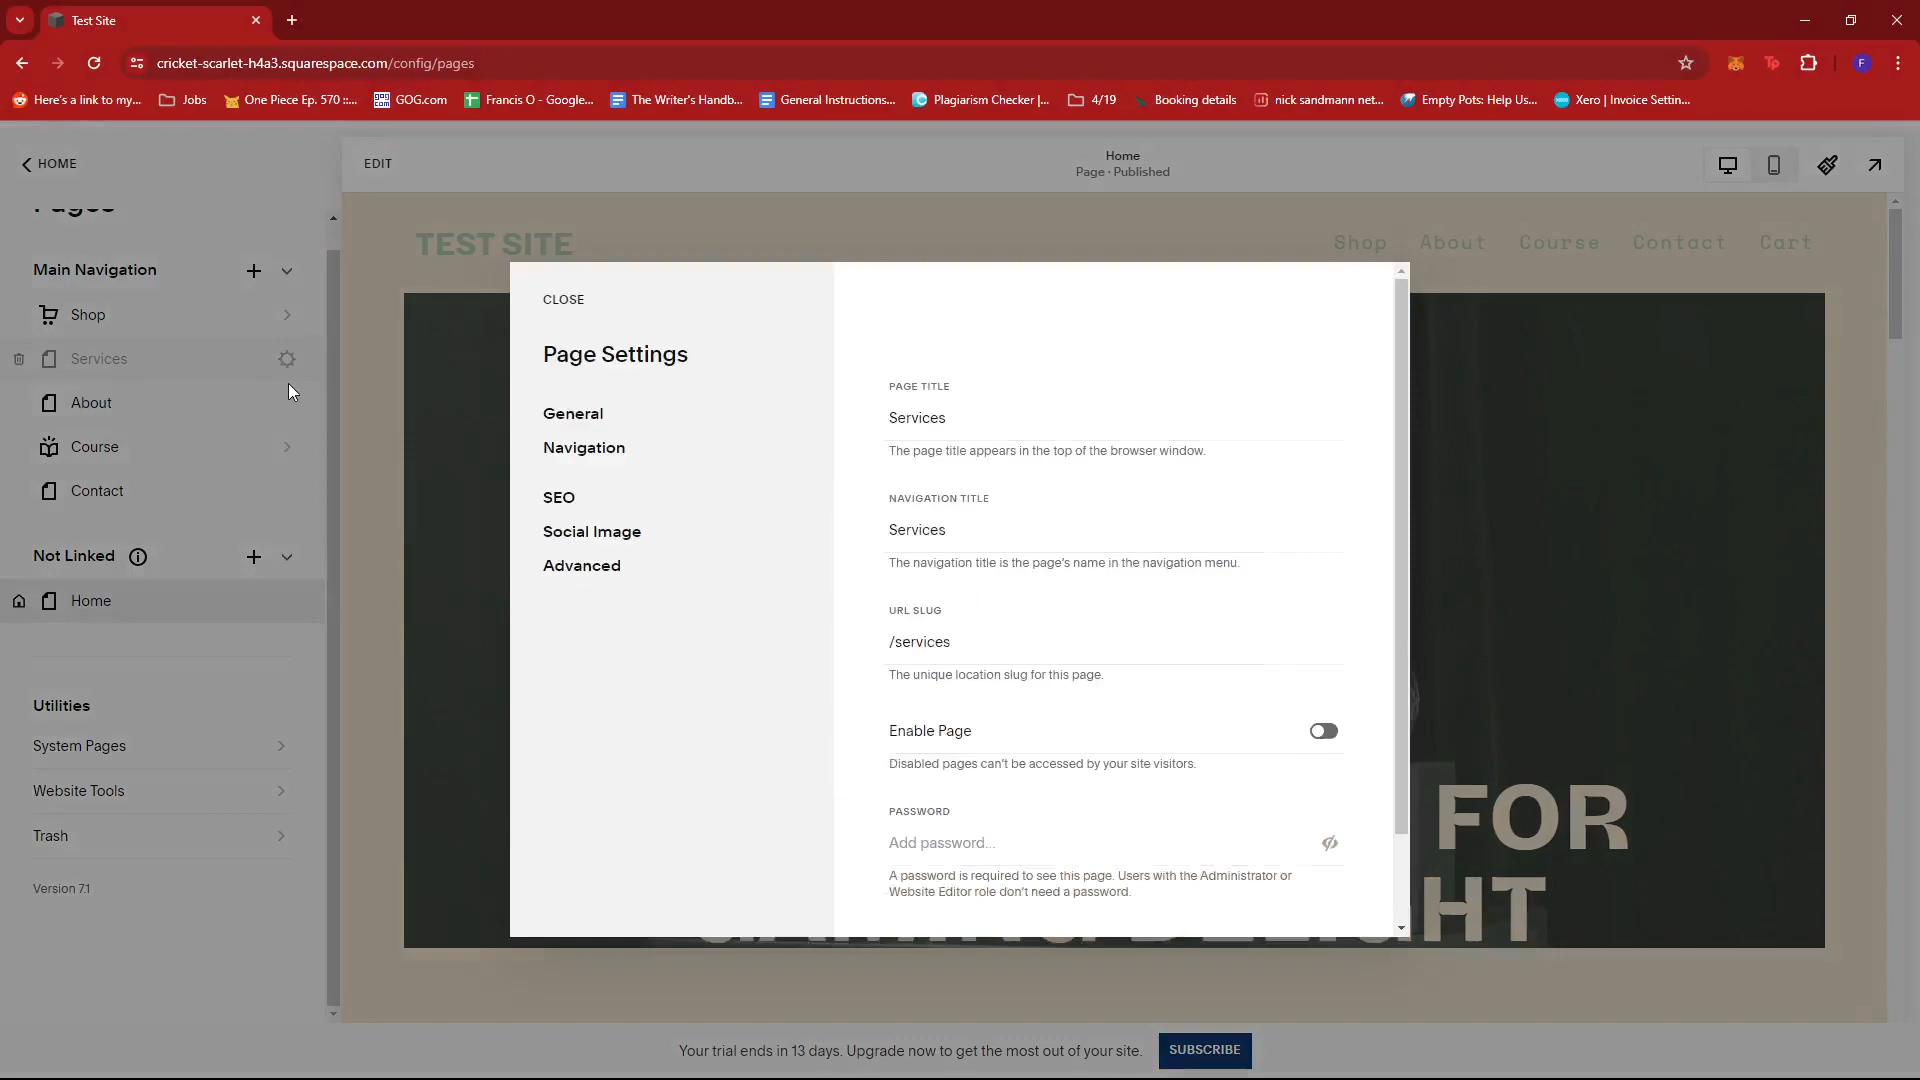 Test Site
cricket-scarlet-h4a3.squarespace.com/config/pages
Tp
F
Here's a link to my...
Jobs
One Piece Ep. 570 ::...
GOG.com
Francis O - Google...
The Writer's Handb...
General Instructions...
Plagiarism Checker |...
4/19
Booking details
nick sandmann net...
Empty Pots: Help Us...
Xero | Invoice Settin...
HOME
EDIT
Home
Page · Published
Pages
TEST SITE
Shop
About
Course
Contact
Cart
Main Navigation
Shop
Services
About
Course
Contact
Not Linked
Home
Utilities
System Pages
Website Tools
Trash
Version 7.1
CLOSE
Page Settings
General
Navigation
SEO
Social Image
Advanced
PAGE TITLE
Services
The page title appears in the top of the browser window.
NAVIGATION TITLE
Services
The navigation title is the page's name in the navigation menu.
URL SLUG
/services
The unique location slug for this page.
Enable Page
Disabled pages can't be accessed by your site visitors.
PASSWORD
Add password...
A password is required to see this page. Users with the Administrator or
Website Editor role don't need a password.
FOR
HT
Your trial ends in 13 days. Upgrade now to get the most out of your site.
SUBSCRIBE